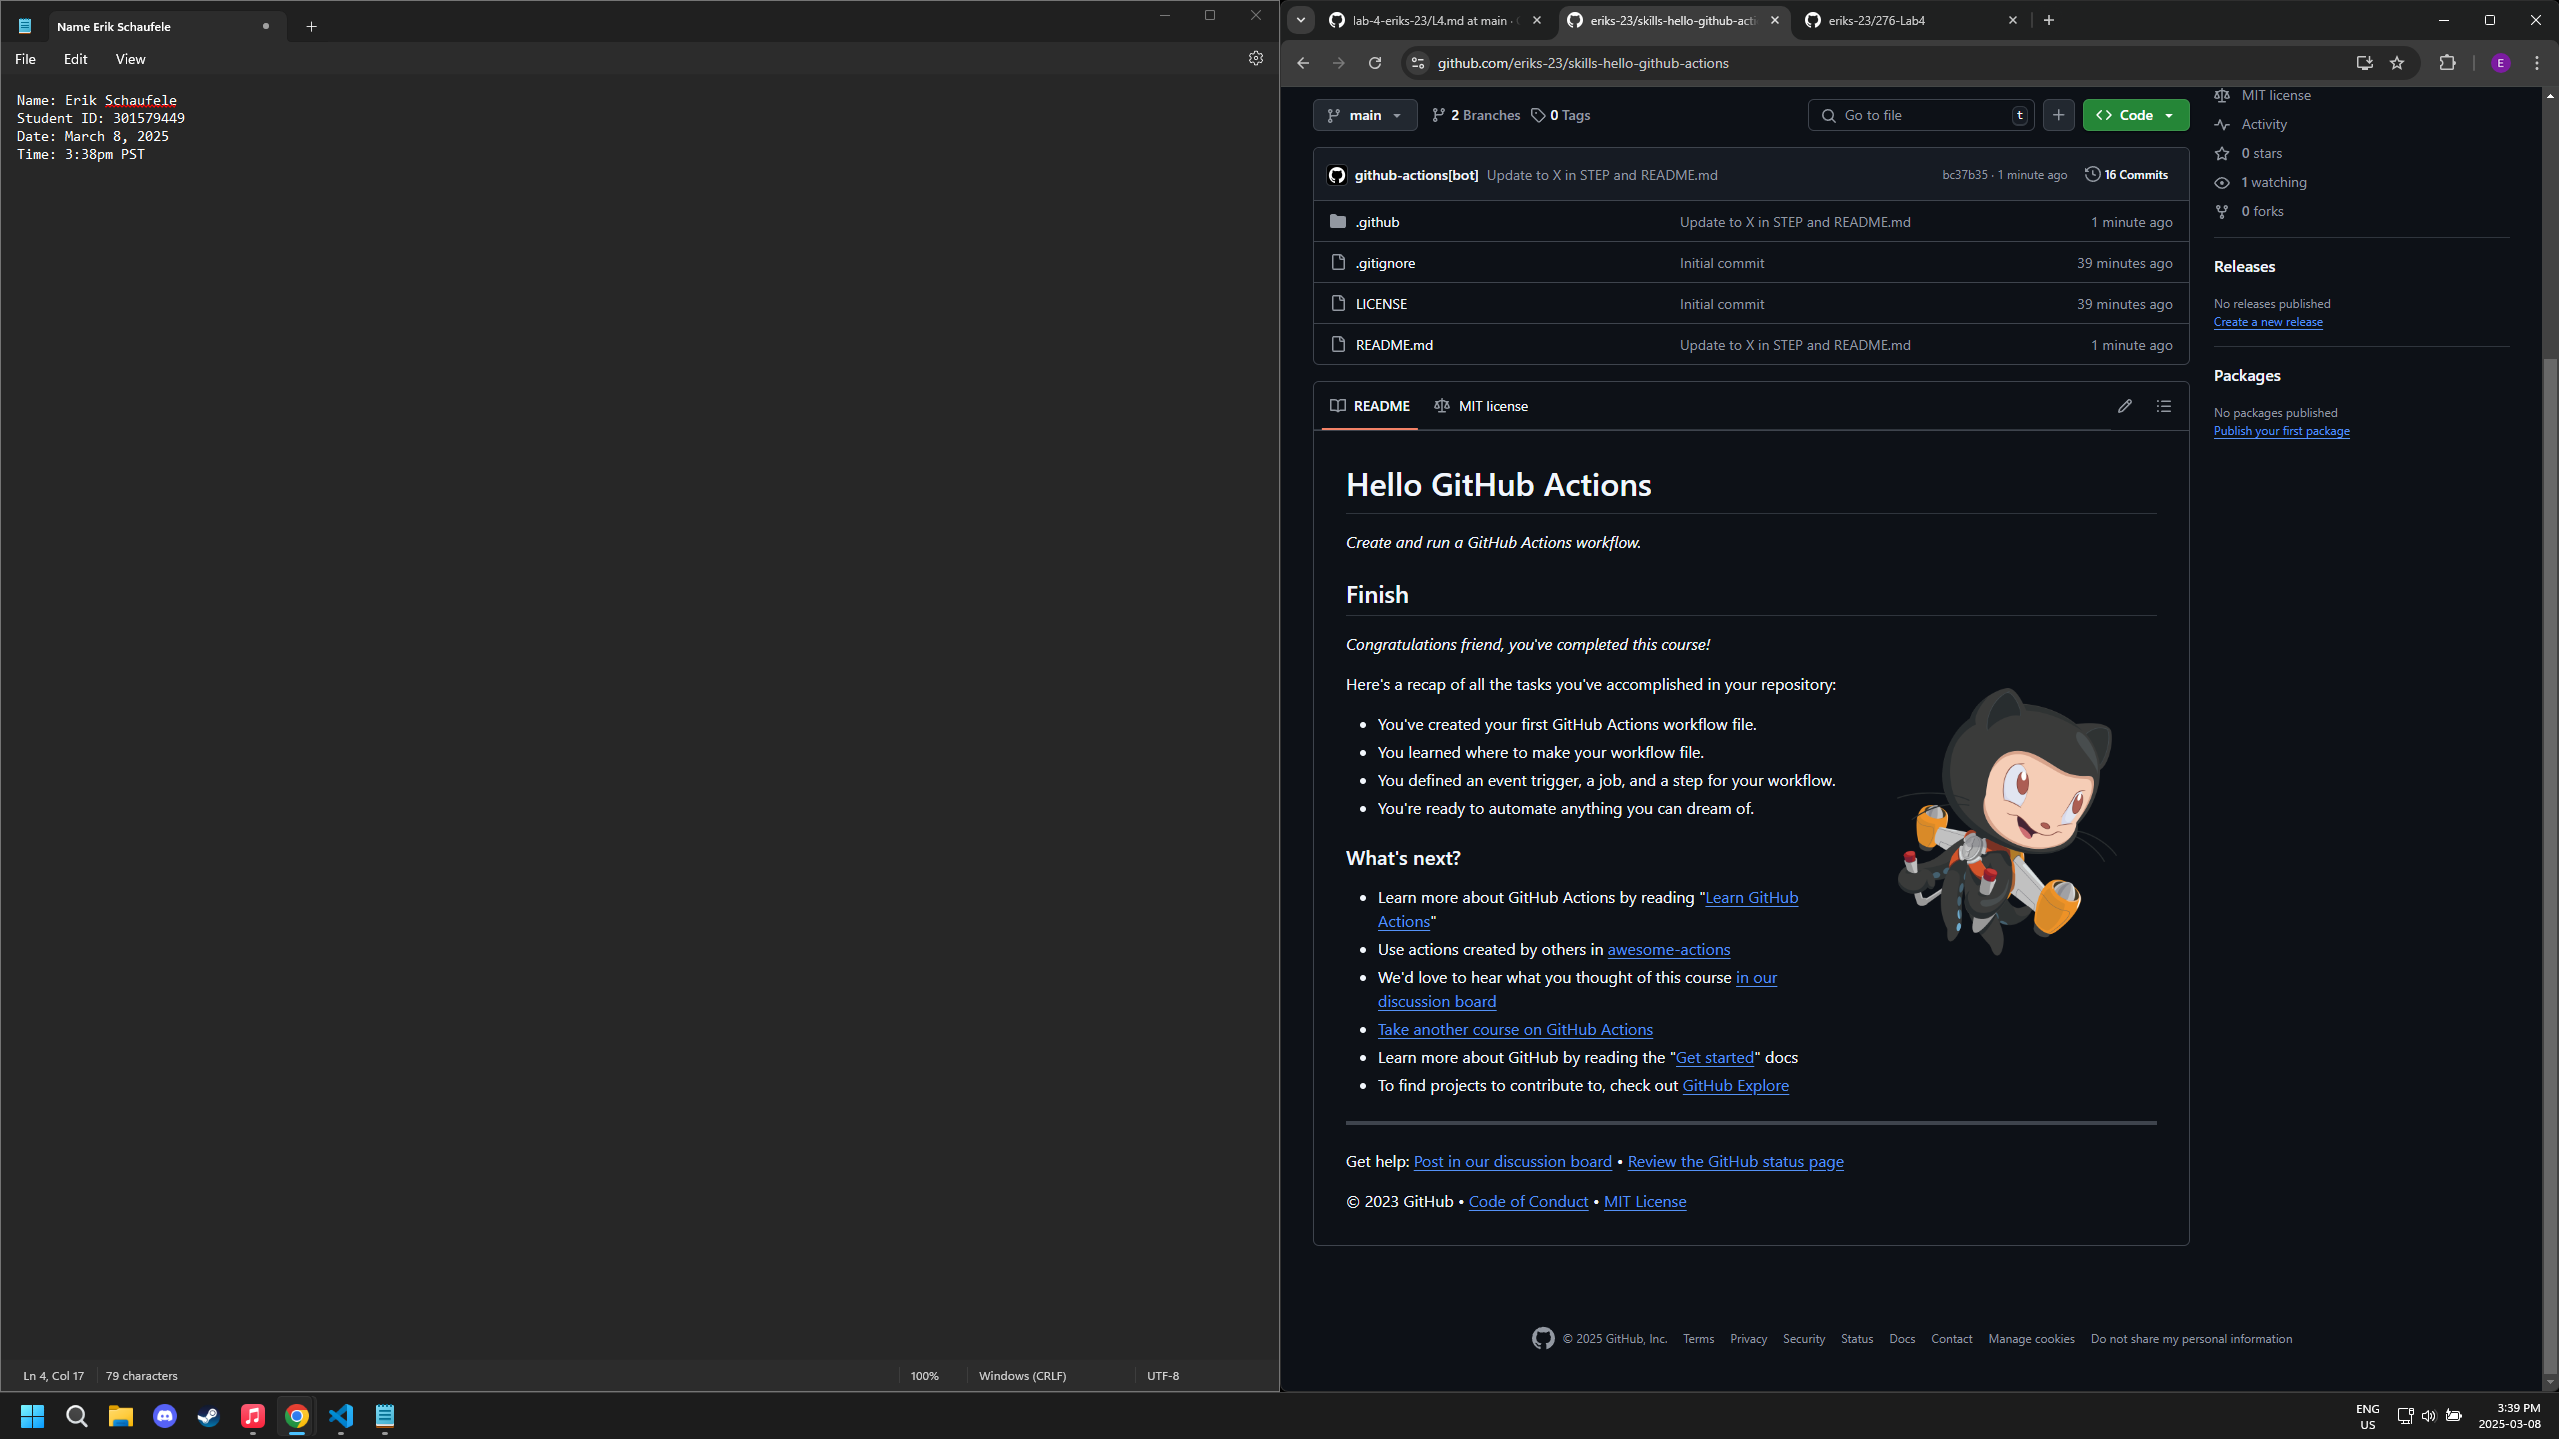 Name Erik Schaufele
File Edit View
Name: Erik Schaufele
Student ID: 301579449
Date: March 8, 2025
Time: 3:38pm PST
Ln 4, Col 17 79 characters 100% Windows (CRLF) UTF-8
lab-4-eriks-23/L4.md at main ·
eriks-23/skills-hello-github-acti
eriks-23/276-Lab4
github.com/eriks-23/skills-hello-github-actions
E
main 2 Branches 0 Tags Go to file t Code
github-actions[bot] Update to X in STEP and README.md bc37b35 · 1 minute ago 16 Commits
.github Update to X in STEP and README.md 1 minute ago
.gitignore Initial commit 39 minutes ago
LICENSE Initial commit 39 minutes ago
README.md Update to X in STEP and README.md 1 minute ago
README MIT license
Hello GitHub Actions
Create and run a GitHub Actions workflow.
Finish
Congratulations friend, you've completed this course!
Here's a recap of all the tasks you've accomplished in your repository:
• You've created your first GitHub Actions workflow file.
• You learned where to make your workflow file.
• You defined an event trigger, a job, and a step for your workflow.
• You're ready to automate anything you can dream of.
What's next?
• Learn more about GitHub Actions by reading "Learn GitHub
Actions"
• Use actions created by others in awesome-actions
• We'd love to hear what you thought of this course in our
discussion board
• Take another course on GitHub Actions
• Learn more about GitHub by reading the "Get started" docs
• To find projects to contribute to, check out GitHub Explore
Get help: Post in our discussion board • Review the GitHub status page
© 2023 GitHub • Code of Conduct • MIT License
MIT license
Activity
0 stars
1 watching
0 forks
Releases
No releases published
Create a new release
Packages
No packages published
Publish your first package
© 2025 GitHub, Inc. Terms Privacy Security Status Docs Contact Manage cookies Do not share my personal information
ENG
US
3:39 PM
2025-03-08